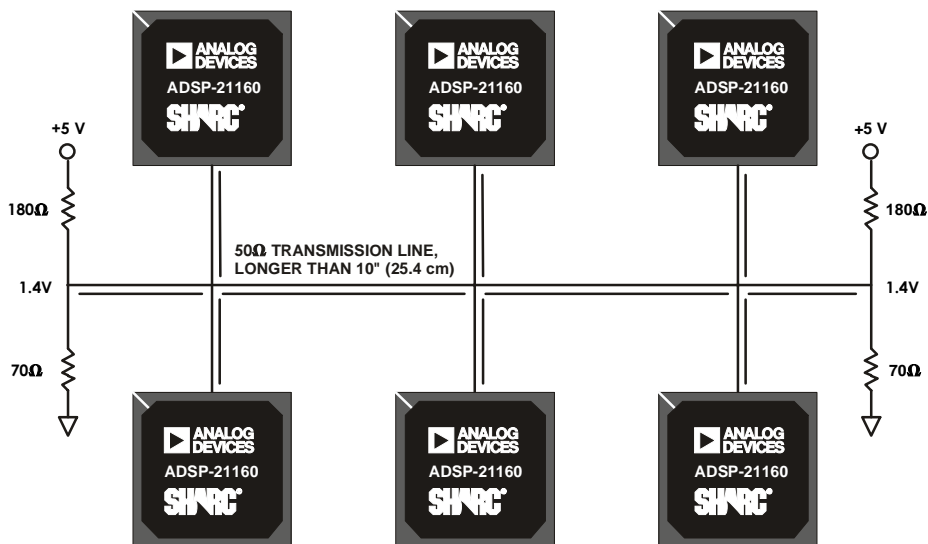 ANALOG
DEVICES
ADSP-21160
SHARC
ANALOG
DEVICES
ADSP-21160
SHARC
ANALOG
DEVICES
ADSP-21160
SHARC
+5 V
+5 V
180Ω
180Ω
50Ω TRANSMISSION LINE,
LONGER THAN 10" (25.4 cm)
1.4V
1.4V
70Ω
70Ω
ANALOG
DEVICES
ADSP-21160
SHARC
ANALOG
DEVICES
ADSP-21160
SHARC
ANALOG
DEVICES
ADSP-21160
SHARC